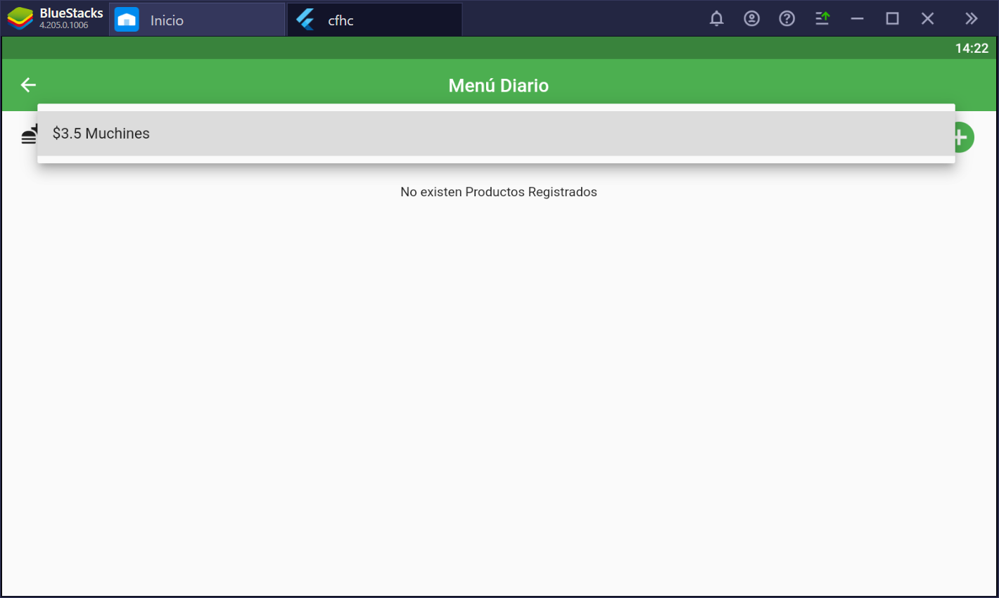 BlueStacks
4.205.0.1006
Inicio
cfhc
14:22
Menú Diario
$3.5 Muchines
No existen Productos Registrados